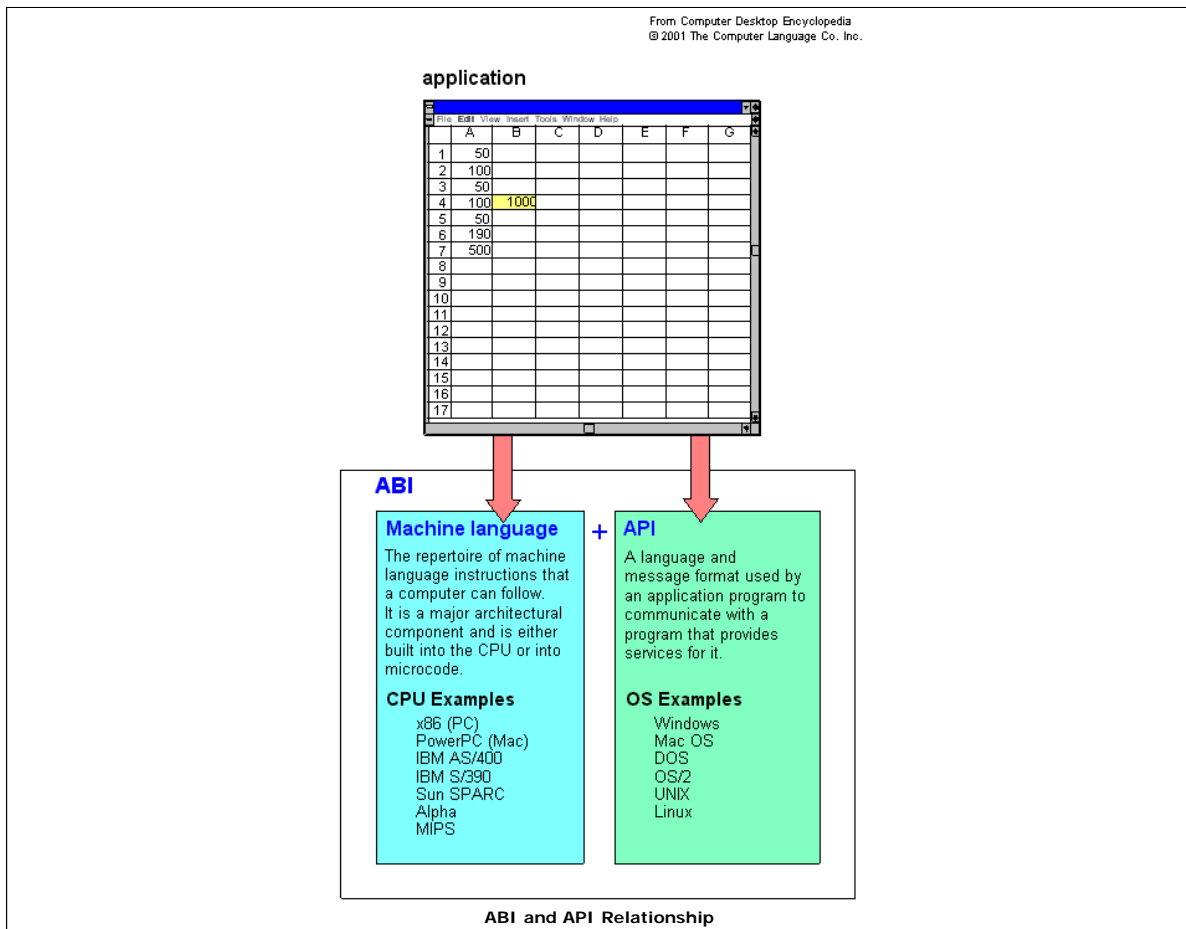 From Computer Desktop Encyclopedia
© 2001 The Computer Language Co. Inc.
application
File Edit View Insert Tools Window Help
A B C D E F G
1 50
2 100
3 50
4 100 1000
5 50
6 190
7 500
8
9
10
11
12
13
14
15
16
17
ABI
Machine language
The repertoire of machine
language instructions that
a computer can follow.
It is a major architectural
component and is either
built into the CPU or into
microcode.
CPU Examples
x86 (PC)
PowerPC (Mac)
IBM AS/400
IBM S/390
Sun SPARC
Alpha
MIPS
+
API
A language and
message format used by
an application program to
communicate with a
program that provides
services for it.
OS Examples
Windows
Mac OS
DOS
OS/2
UNIX
Linux
ABI and API Relationship